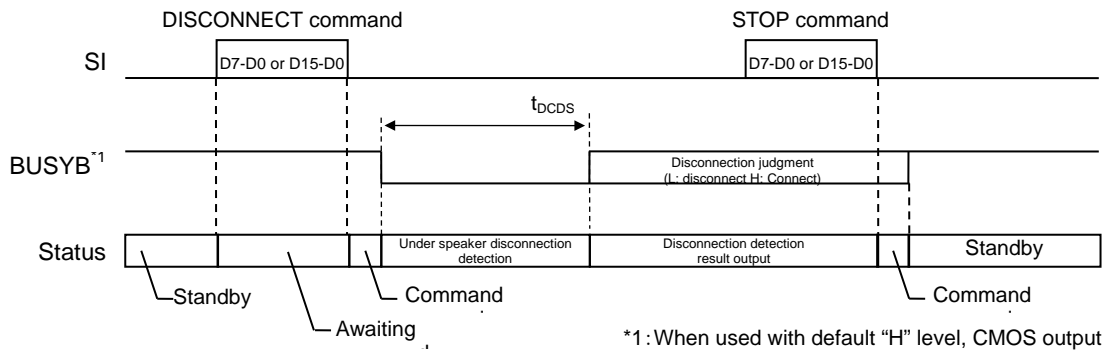 DISCONNECT command
STOP command
SI
D7-D0 or D15-D0
D7-D0 or D15-D0
tDCDS
BUSYB*1
Disconnection judgment
(L: disconnect H: Connect)
Status
Under speaker disconnection
detection
Disconnection detection
result output
Standby
Standby
Command
Command
Awaiting
*1:When used with default “H” level, CMOS output